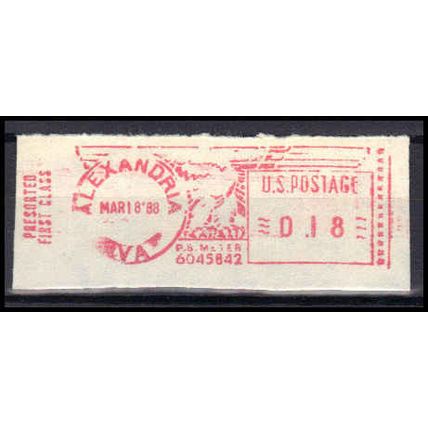 PRESORTED
FIRST CLASS
ALEXANDRIA
MAR 18 '88
VA
P.B. METER
6045842
U.S. POSTAGE
0.18